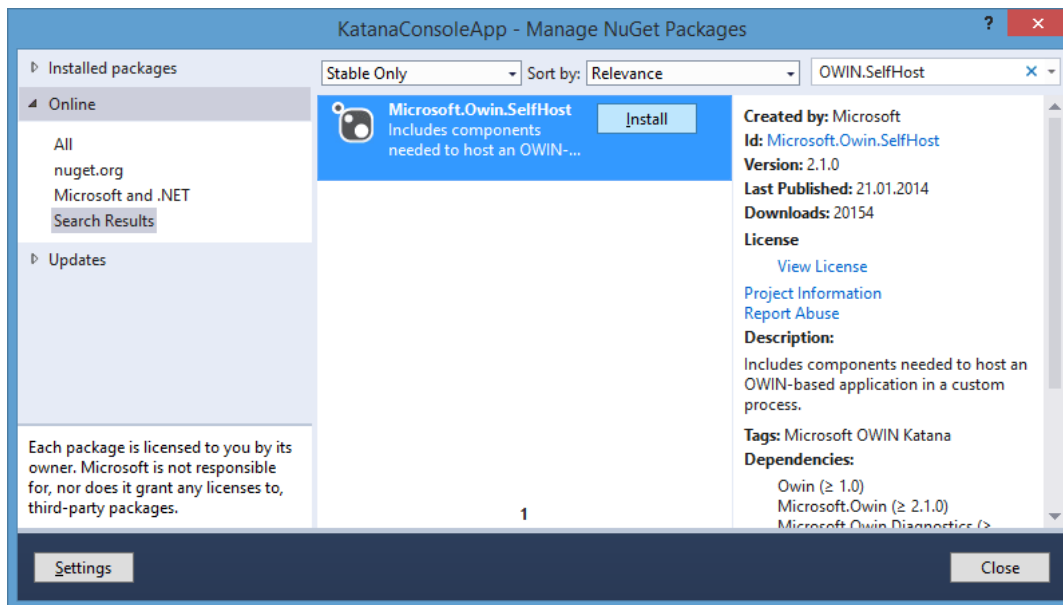 KatanaConsoleApp - Manage NuGet Packages
?
Installed packages
Online
All
nuget.org
Microsoft and .NET
Search Results
Updates
Each package is licensed to you by its
owner. Microsoft is not responsible
for, nor does it grant any licenses to,
third-party packages.
Stable Only
Sort by: Relevance
OWIN.SelfHost
Microsoft.Owin.SelfHost
Includes components
needed to host an OWIN-...
Install
1
Created by: Microsoft
Id: Microsoft.Owin.SelfHost
Version: 2.1.0
Last Published: 21.01.2014
Downloads: 20154
License
View License
Project Information
Report Abuse
Description:
Includes components needed to host an
OWIN-based application in a custom
process.
Tags: Microsoft OWIN Katana
Dependencies:
Owin (≥ 1.0)
Microsoft.Owin (≥ 2.1.0)
Microsoft.Owin.Diagnostics (≥
Settings
Close